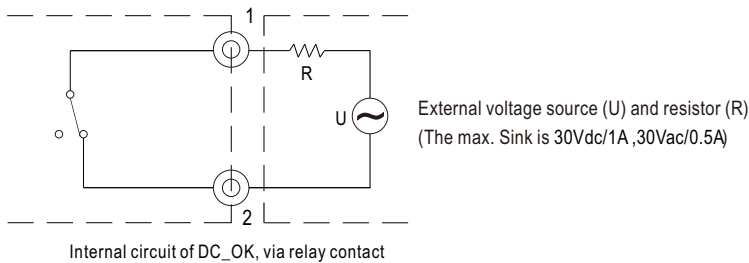 1
R
U
External voltage source (U) and resistor (R)
(The max. Sink is 30Vdc/1A ,30Vac/0.5A)
2
Internal circuit of DC_OK, via relay contact